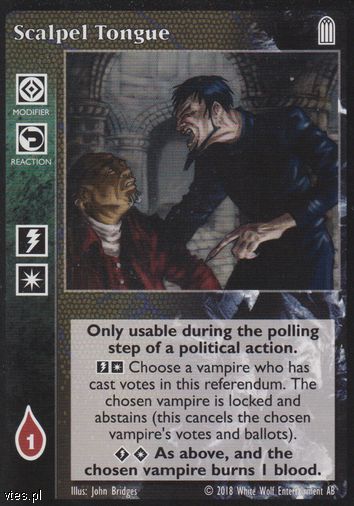 Scalpel Tongue
MODIFIER
REACTION
Only usable during the polling
step of a political action.
Choose a vampire who has
cast votes in this referendum. The
chosen vampire is locked and
abstains (this cancels the chosen
vampire's votes and ballots).
As above, and the
chosen vampire burns 1 blood.
1
Illus: John Bridges
© 2018 White Wolf Entertainment AB
vtes.pl